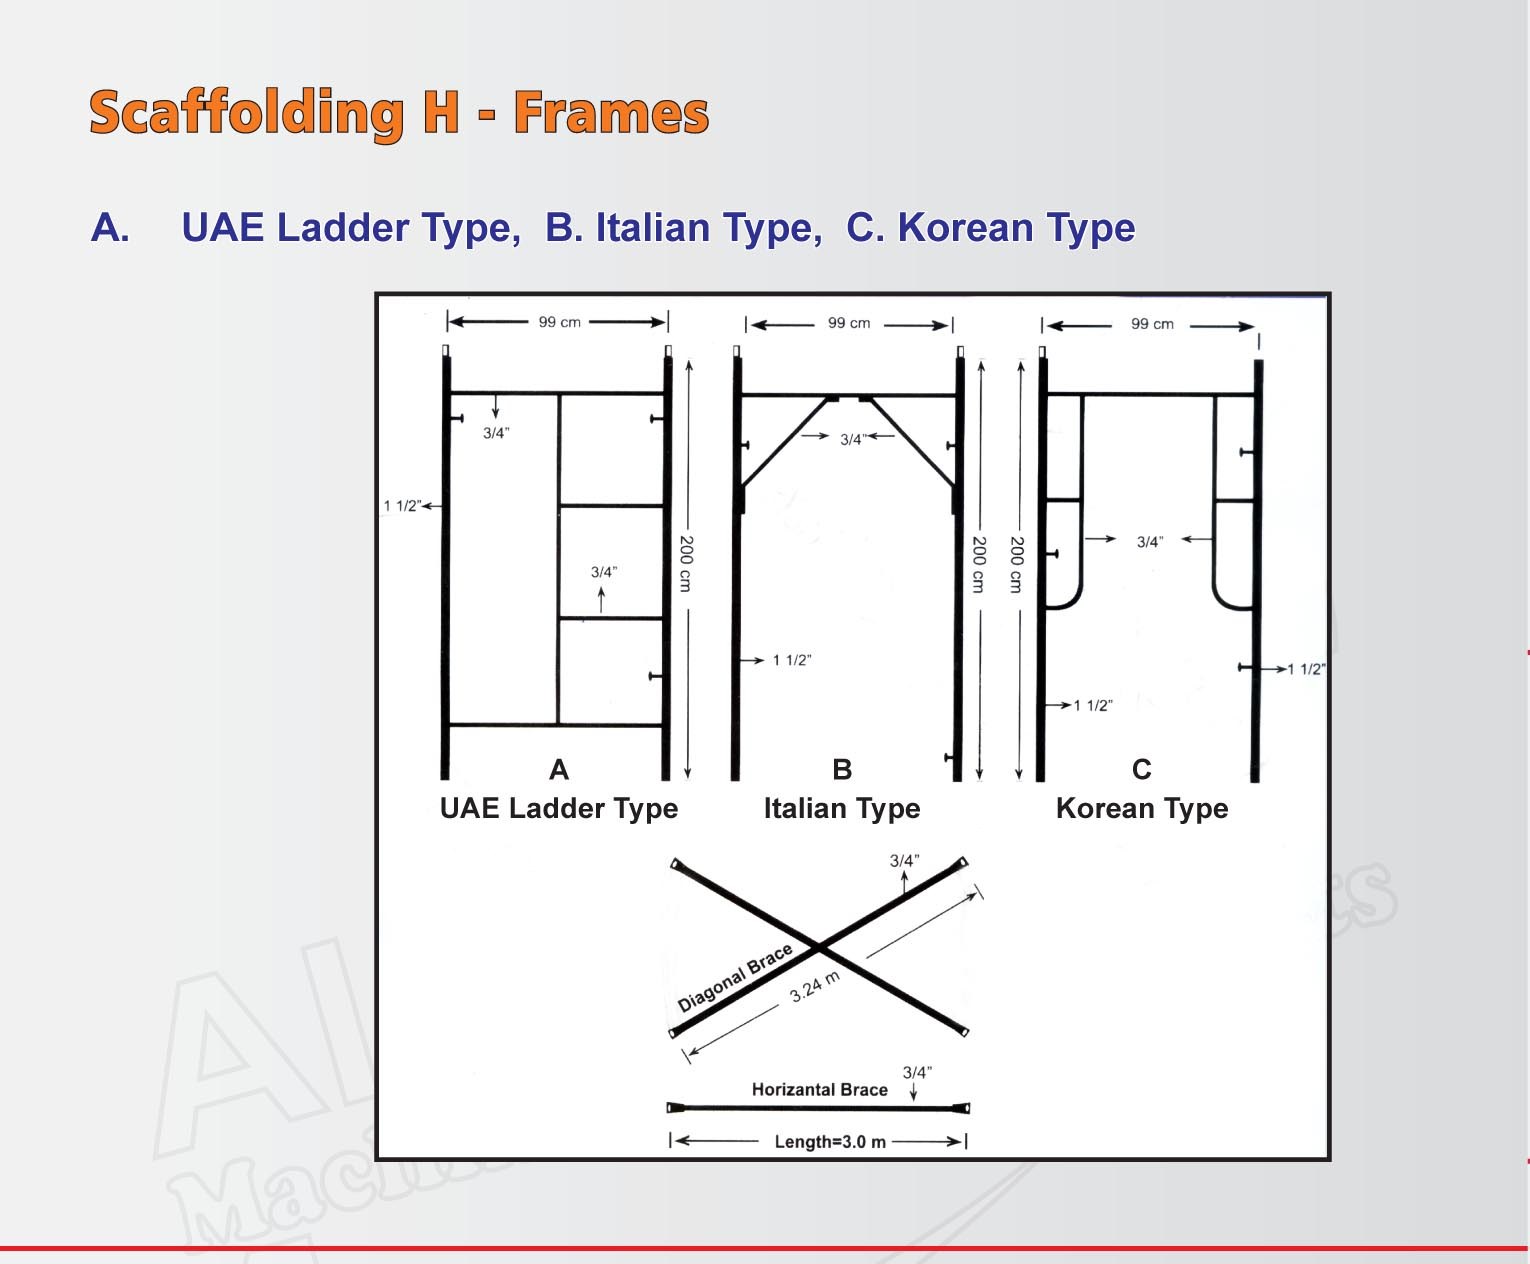 Scaffolding H - Frames
A. UAE Ladder Type, B. Italian Type, C. Korean Type
99 cm
99 cm
99 cm
3/4”
3/4”
1 1/2”
200 cm
200 cm
200 cm
3/4”
3/4”
1 1/2”
1 1/2”
1 1/2”
A
B
C
UAE Ladder Type
Italian Type
Korean Type
3/4”
Diagonal Brace
3.24 m
3/4”
Horizantal Brace
Length=3.0 m